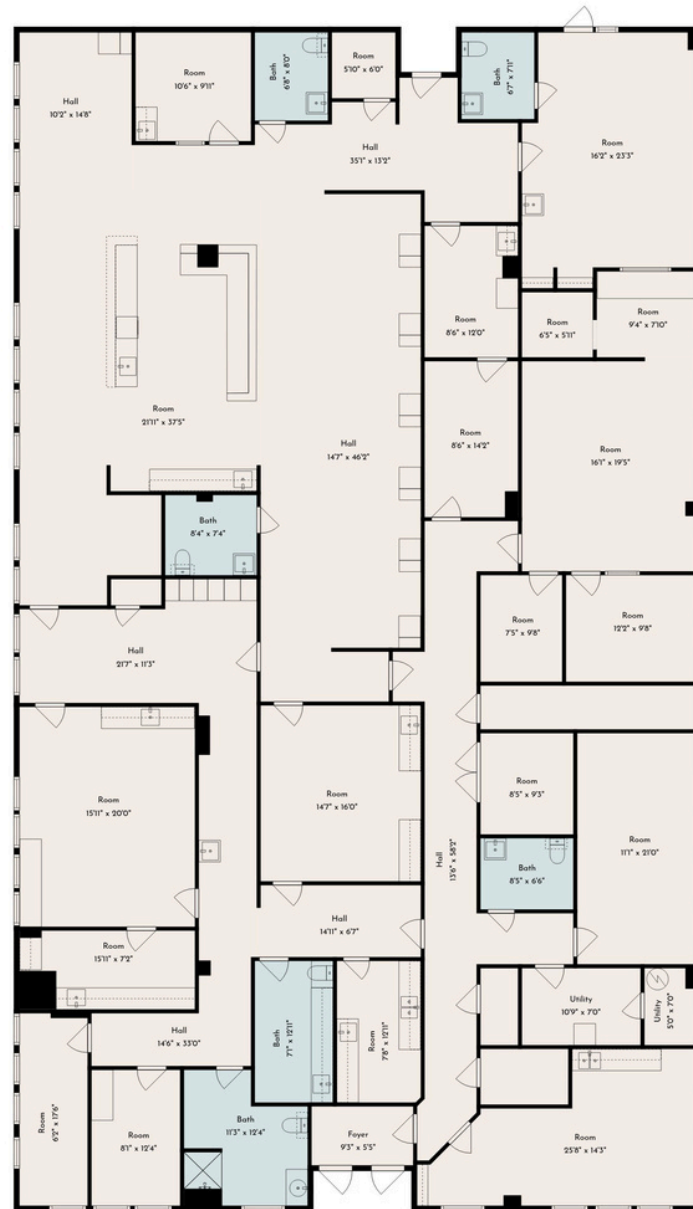 Hall
10'2" x 14'8"
Room
10'6" x 9'11"
Bath
6'8" x 8'0"
Room
5'10" x 6'0"
Bath
6'7" x 7'11"
Hall
35'1" x 13'2"
Room
16'2" x 23'3"
Room
8'6" x 12'0"
Room
6'5" x 5'11"
Room
9'4" x 7'10"
Room
21'11" x 37'5"
Hall
14'7" x 46'2"
Room
8'6" x 14'2"
Room
16'1" x 19'5"
Bath
8'4" x 7'4"
Room
7'5" x 9'8"
Room
12'2" x 9'8"
Hall
21'7" x 11'3"
Room
15'11" x 20'0"
Room
14'7" x 16'0"
Room
8'5" x 9'3"
Hall
13'6" x 58'2"
Room
11'1" x 21'0"
Bath
8'5" x 6'6"
Hall
14'11" x 6'7"
Room
15'11" x 7'2"
Bath
7'1" x 12'11"
Room
7'8" x 12'11"
Utility
10'9" x 7'0"
Utility
5'0" x 7'0"
Hall
14'6" x 33'0"
Room
6'2" x 17'6"
Room
8'1" x 12'4"
Bath
11'3" x 12'4"
Foyer
9'3" x 5'5"
Room
25'8" x 14'3"